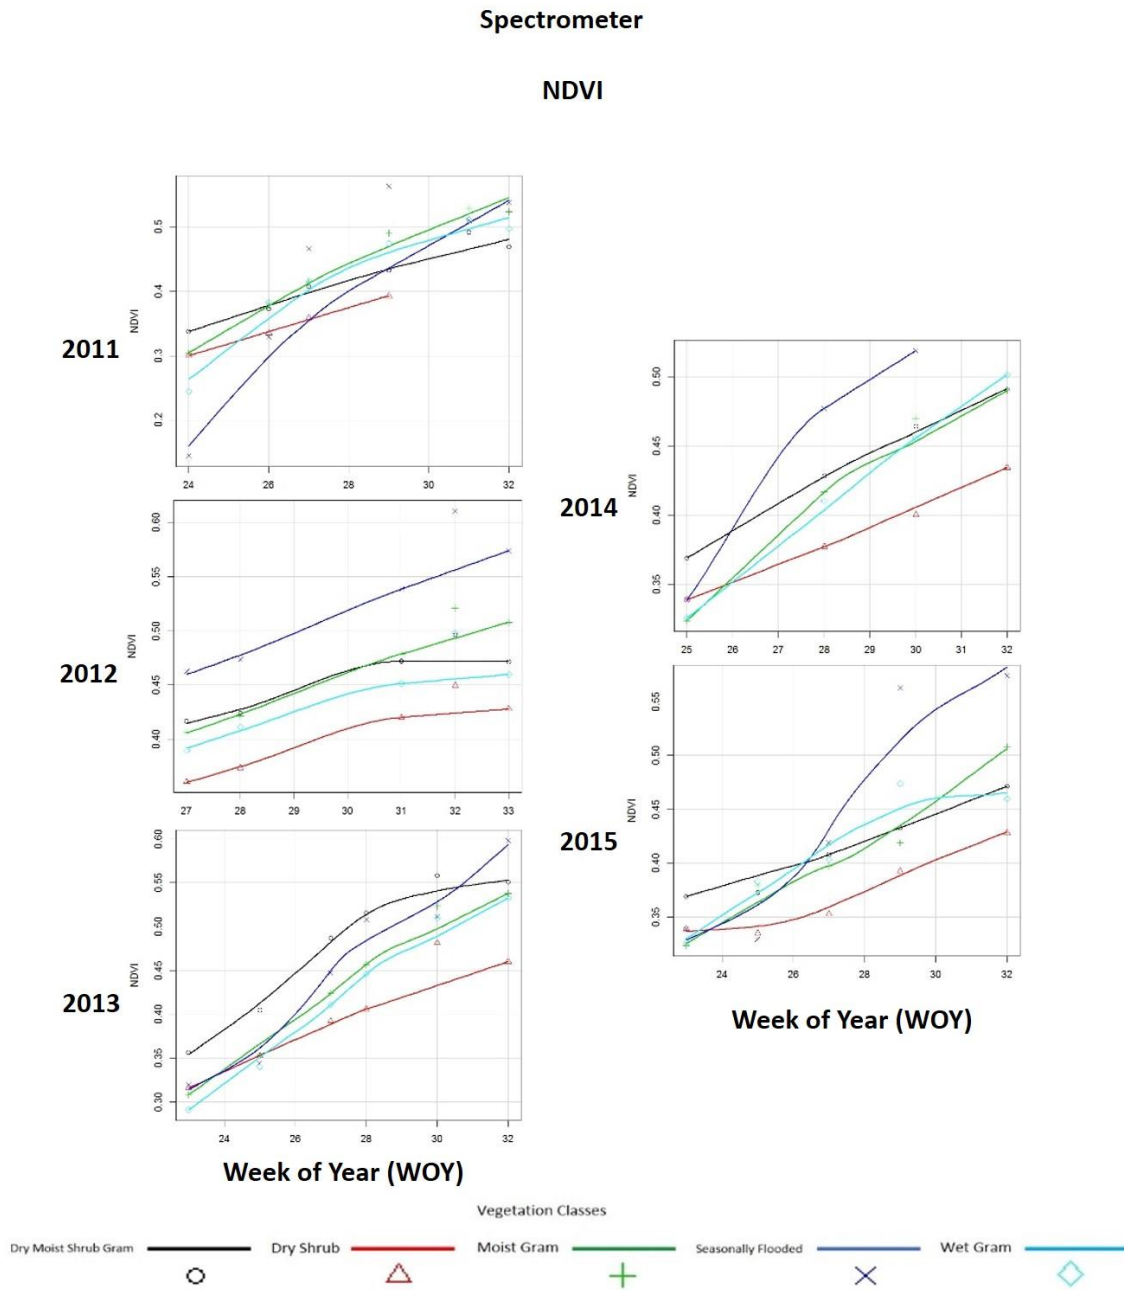 Spectrometer
NDVI
2011
NDVI
0.5
0.4
0.3
0.2
24 26 28 30 32
2012
NDVI
0.60
0.55
0.50
0.45
0.40
27 28 29 30 31 32 33
2013
NDVI
0.60
0.55
0.50
0.45
0.40
0.35
0.30
24 26 28 30 32
Week of Year (WOY)
2014
NDVI
0.50
0.45
0.40
0.35
25 26 27 28 29 30 31 32
2015
NDVI
0.55
0.50
0.45
0.40
0.35
24 26 28 30 32
Week of Year (WOY)
Vegetation Classes
Dry Moist Shrub Gram Dry Shrub Moist Gram Seasonally Flooded Wet Gram